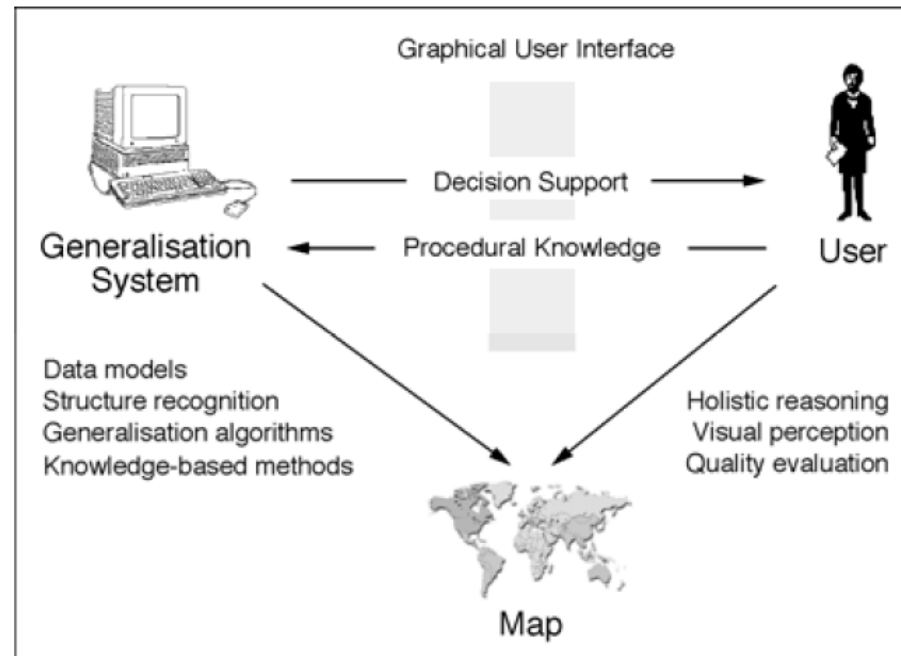 Graphical User Interface
Decision Support
Procedural Knowledge
Generalisation
System
User
Data models
Structure recognition
Generalisation algorithms
Knowledge-based methods
Holistic reasoning
Visual perception
Quality evaluation
Map